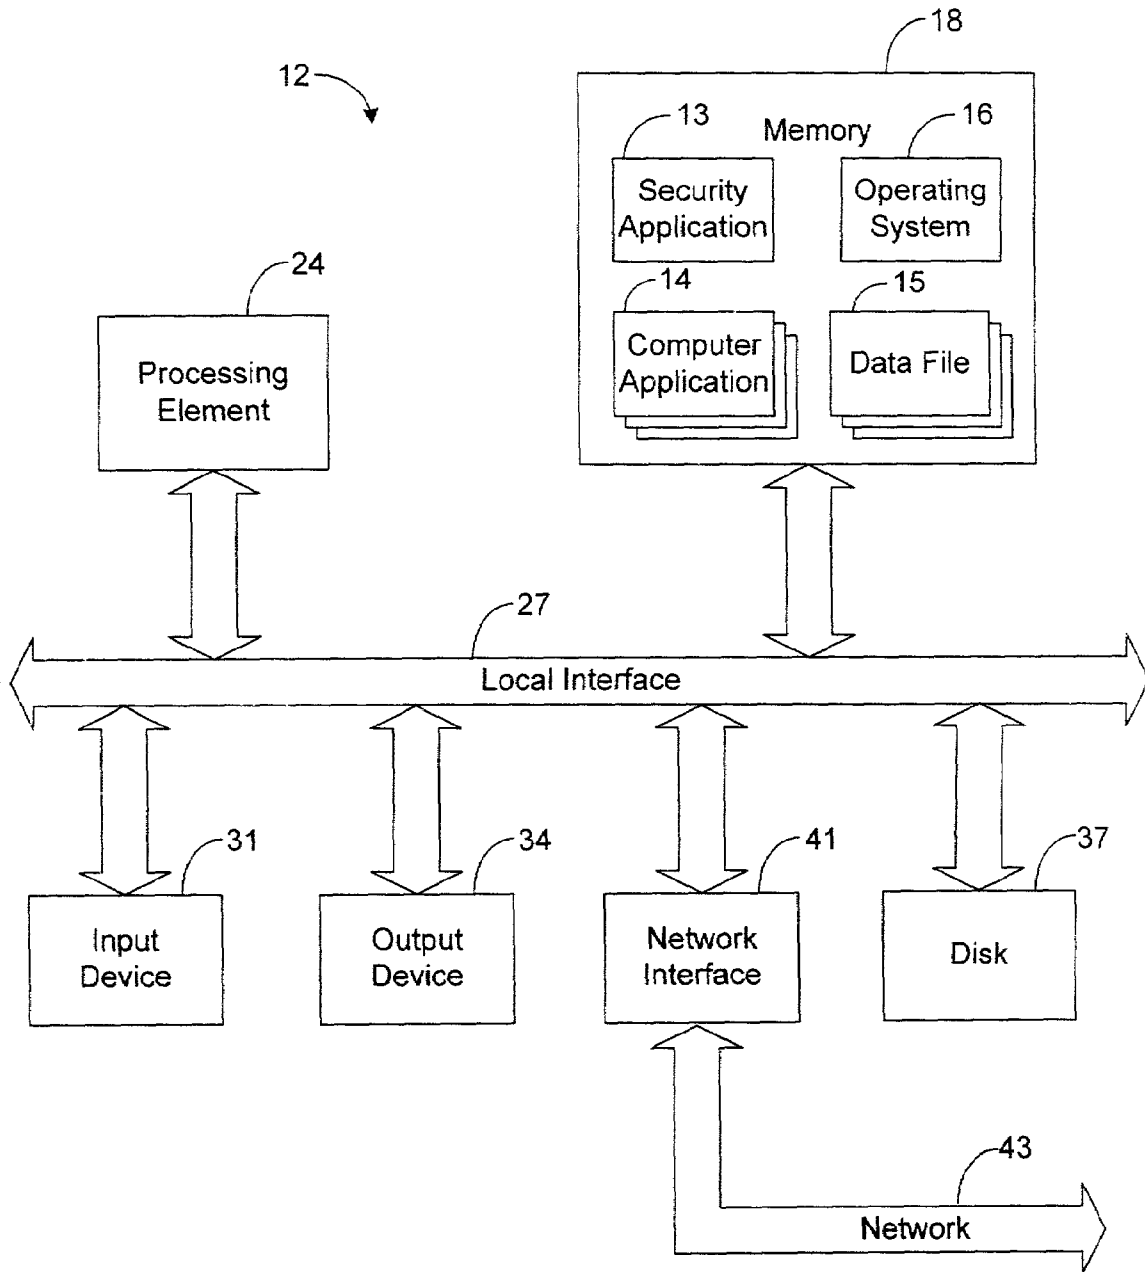 18
12
13
Memory
16
Security
Application
Operating
System
24
14
15
Processing
Element
Computer
Application
Data File
27
Local Interface
31
34
41
37
Input
Device
Output
Device
Network
Interface
Disk
43
Network